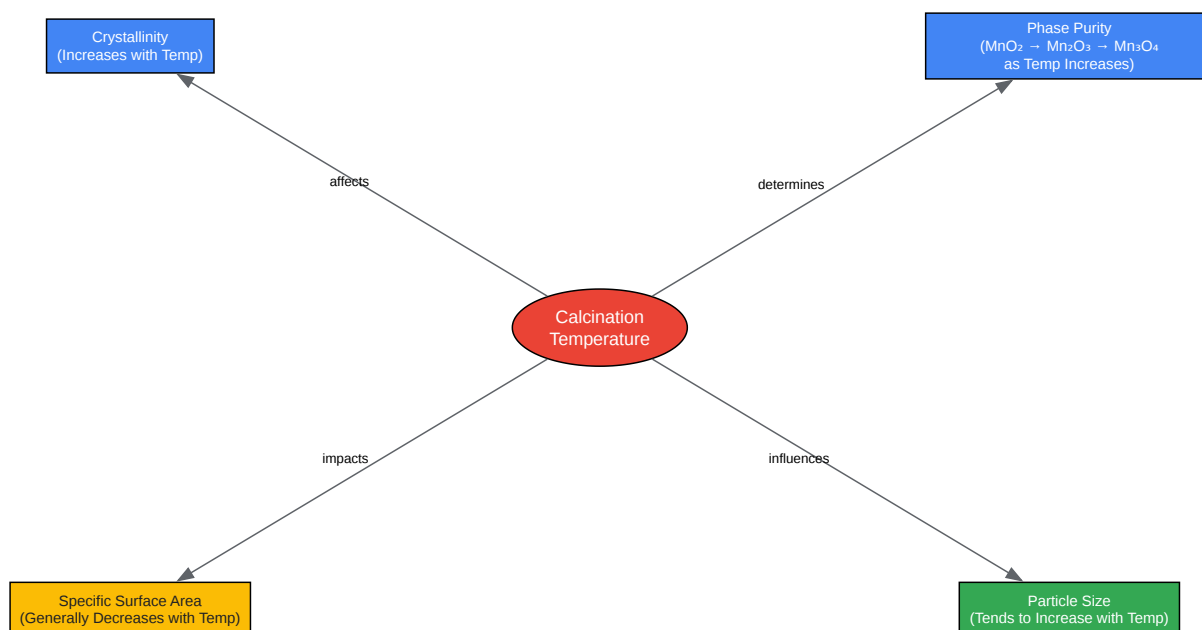 Crystallinity
(Increases with Temp)
Phase Purity
(MnO₂ → Mn₂O₃ → Mn₃O₄
as Temp Increases)
affects
determines
Calcination
Temperature
impacts
influences
Specific Surface Area
(Generally Decreases with Temp)
Particle Size
(Tends to Increase with Temp)